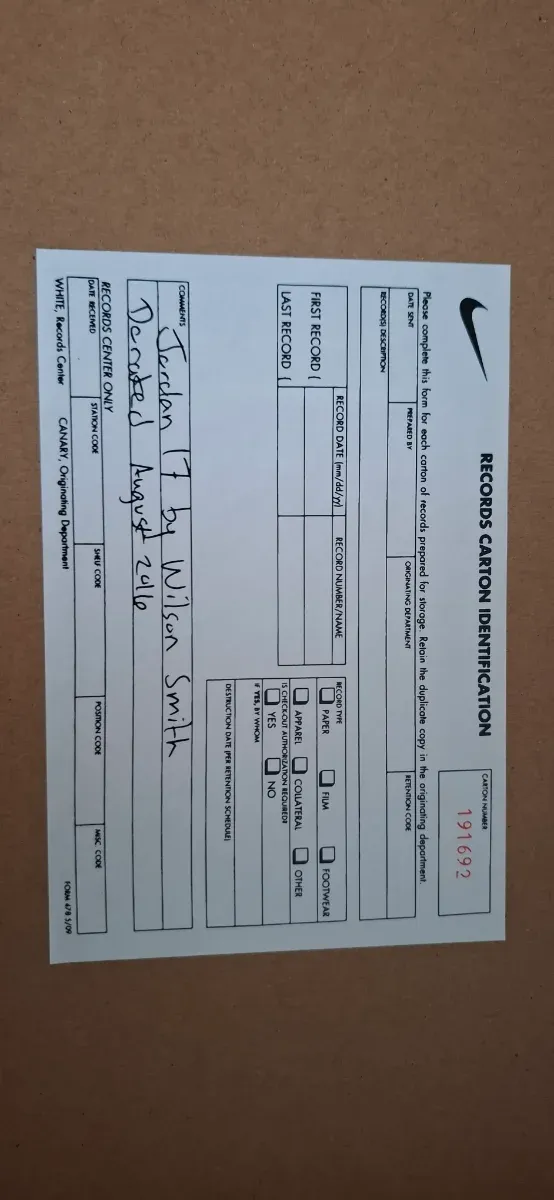 RECORDS CARTON IDENTIFICATION
CARTON NUMBER
191692
Please complete this form for each carton of records prepared for storage. Retain the duplicate copy in the originating department.
DATE SENT PREPARED BY ORIGINATING DEPARTMENT RETENTION CODE
RECORD(S) DESCRIPTION
RECORD DATE (mm/dd/yy) RECORD NUMBER/NAME
FIRST RECORD (
LAST RECORD (
RECORD TYPE
PAPER FILM FOOTWEAR
APPAREL COLLATERAL OTHER
IS CHECK-OUT AUTHORIZATION REQUIRED?
YES NO
IF YES, BY WHOM
DESTRUCTION DATE (PER RETENTION SCHEDULE)
COMMENTS
Jordan 17 by Wilson Smith
Donated August 2016
RECORDS CENTER ONLY
DATE RECEIVED STATION CODE SHELF CODE POSITION CODE MISC. CODE
WHITE, Records Center CANARY, Originating Department FORM 478 5/09